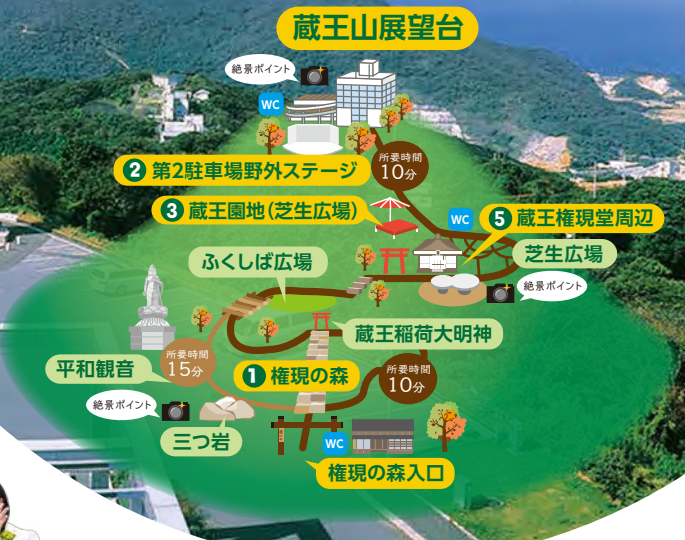 蔵王山展望台
絶景ポイント
WC
❷ 第2駐車場野外ステージ
所要時間
10分
❸ 蔵王園地(芝生広場)
WC
❺ 蔵王権現堂周辺
芝生広場
絶景ポイント
ふくしば広場
蔵王稲荷大明神
平和観音
所要時間
15分
❶ 権現の森
所要時間
10分
絶景ポイント
三つ岩
WC
権現の森入口